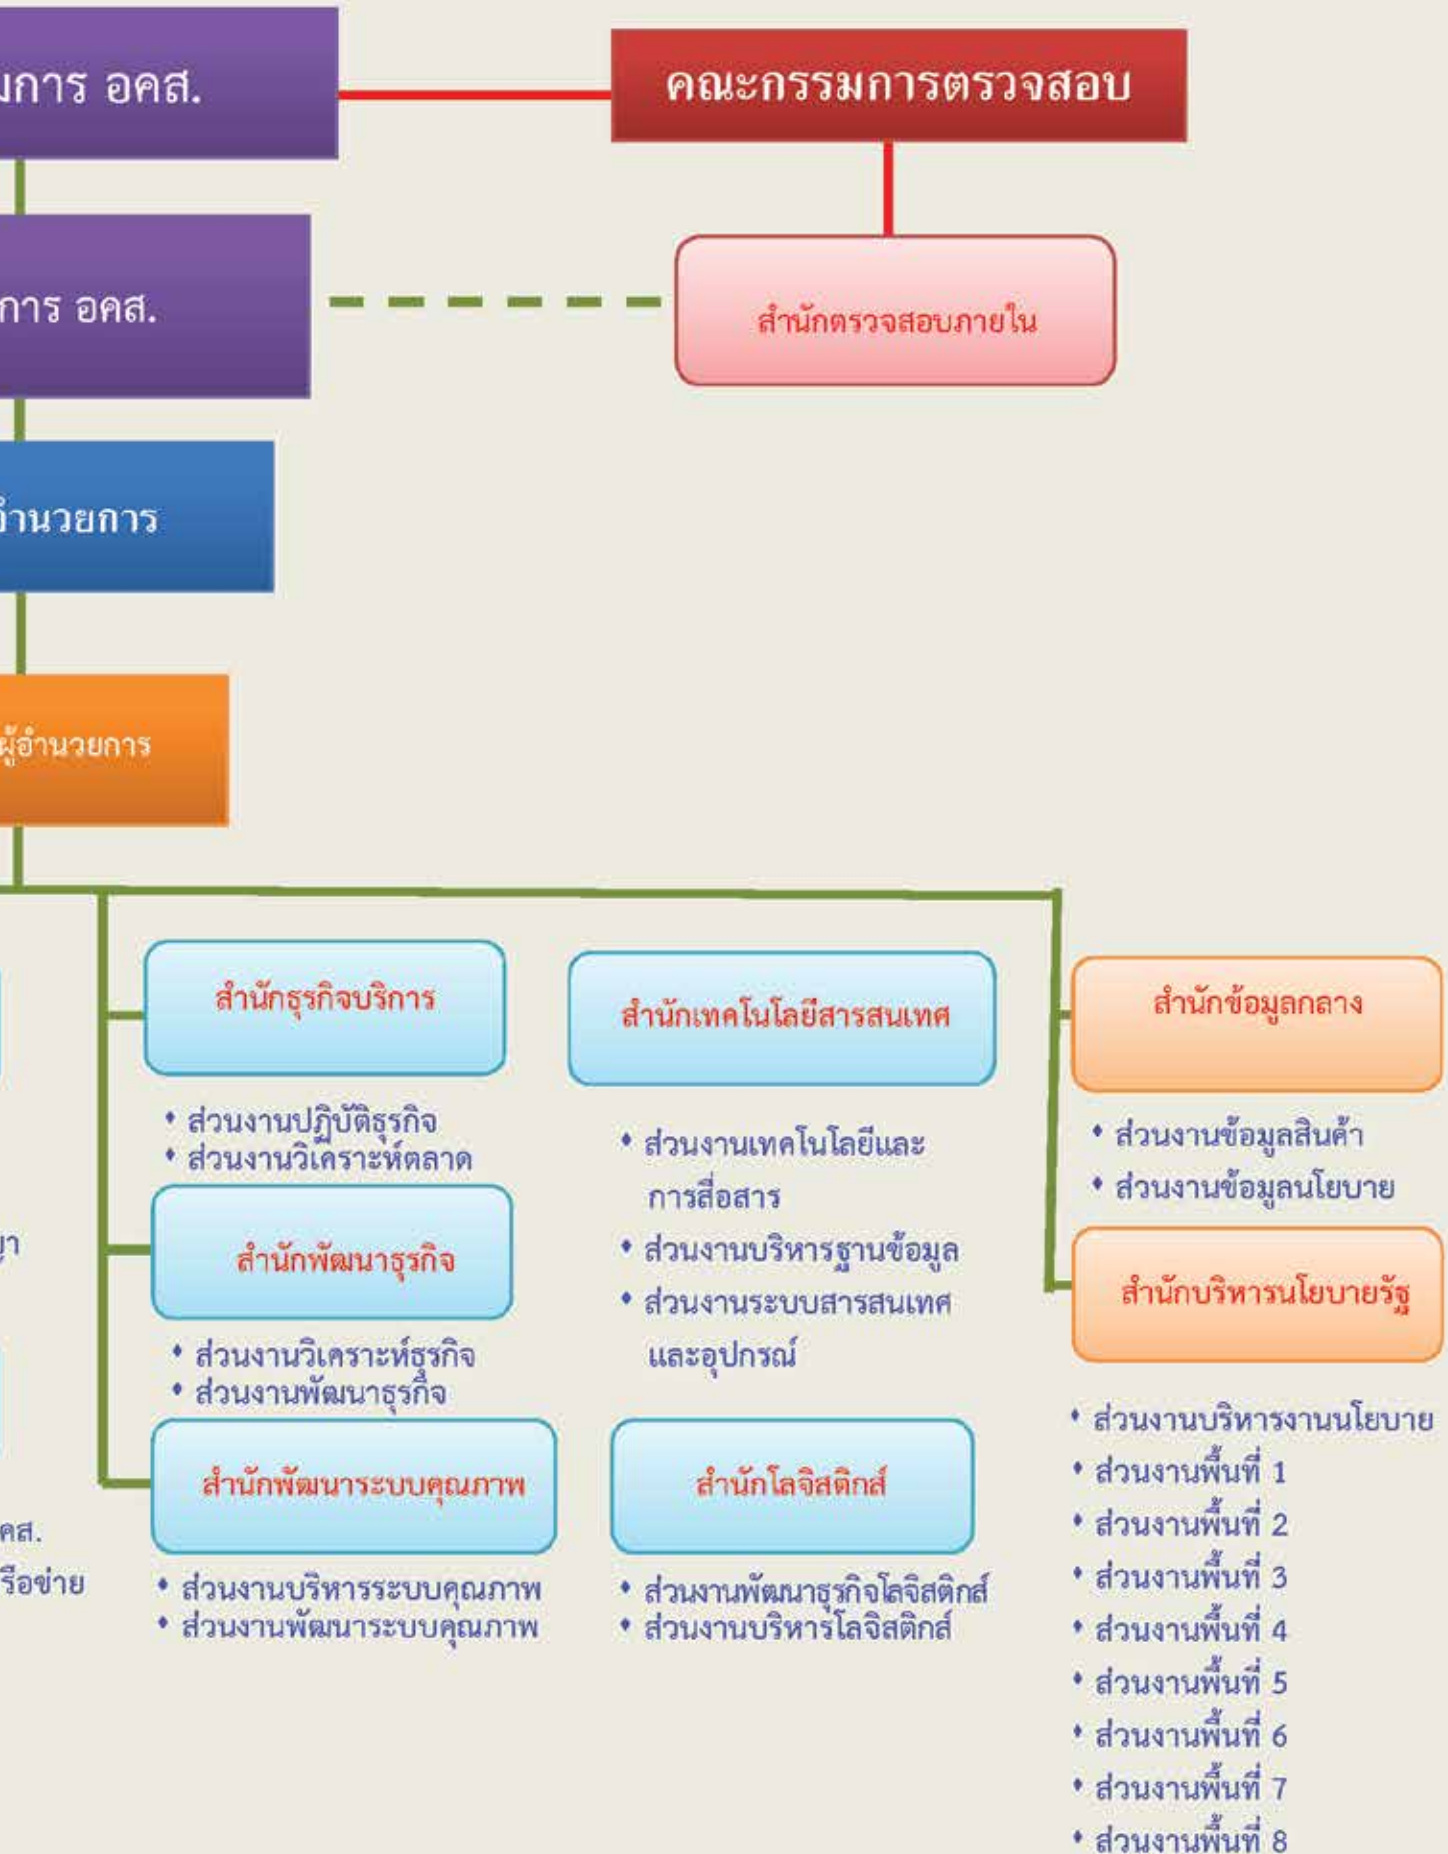 มการ อคส.
คณะกรรมการตรวจสอบ
การ อคส.
สำนักตรวจสอบภายใน
อำนวยการ
ผู้อำนวยการ
สำนักธุรกิจบริการ
♦ ส่วนงานปฏิบัติธุรกิจ
♦ ส่วนงานวิเคราะห์ตลาด
สำนักพัฒนาธุรกิจ
♦ ส่วนงานวิเคราะห์ธุรกิจ
♦ ส่วนงานพัฒนาธุรกิจ
สำนักพัฒนาระบบคุณภาพ
♦ ส่วนงานบริหารระบบคุณภาพ
♦ ส่วนงานพัฒนาระบบคุณภาพ
สำนักเทคโนโลยีสารสนเทศ
♦ ส่วนงานเทคโนโลยีและ
การสื่อสาร
♦ ส่วนงานบริหารฐานข้อมูล
♦ ส่วนงานระบบสารสนเทศ
และอุปกรณ์
สำนักโลจิสติกส์
♦ ส่วนงานพัฒนาธุรกิจโลจิสติกส์
♦ ส่วนงานบริหารโลจิสติกส์
สำนักข้อมูลกลาง
♦ ส่วนงานข้อมูลสินค้า
♦ ส่วนงานข้อมูลนโยบาย
สำนักบริหารนโยบายรัฐ
♦ ส่วนงานบริหารงานนโยบาย
♦ ส่วนงานพื้นที่ 1
♦ ส่วนงานพื้นที่ 2
♦ ส่วนงานพื้นที่ 3
♦ ส่วนงานพื้นที่ 4
♦ ส่วนงานพื้นที่ 5
♦ ส่วนงานพื้นที่ 6
♦ ส่วนงานพื้นที่ 7
♦ ส่วนงานพื้นที่ 8
ญา
คส.
รือข่าย